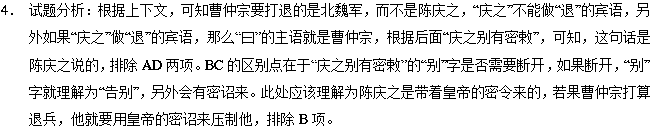 4． 试题分析：根据上下文，可知曹仲宗要打退的是北魏军，而不是陈庆之，“庆之”不能做“退”的宾语，另
外如果“庆之”做“退”的宾语，那么“曰”的主语就是曹仲宗，根据后面“庆之别有密敕”，可知，这句话是
陈庆之说的，排除 AD 两项。BC 的区别点在于“庆之别有密敕”的“别”字是否需要断开，如果断开，“别”
字就理解为“告别”，另外会有密诏来。此处应该理解为陈庆之是带着皇帝的密令来的，若果曹仲宗打算
退兵，他就要用皇帝的密诏来压制他，排除 B 项。